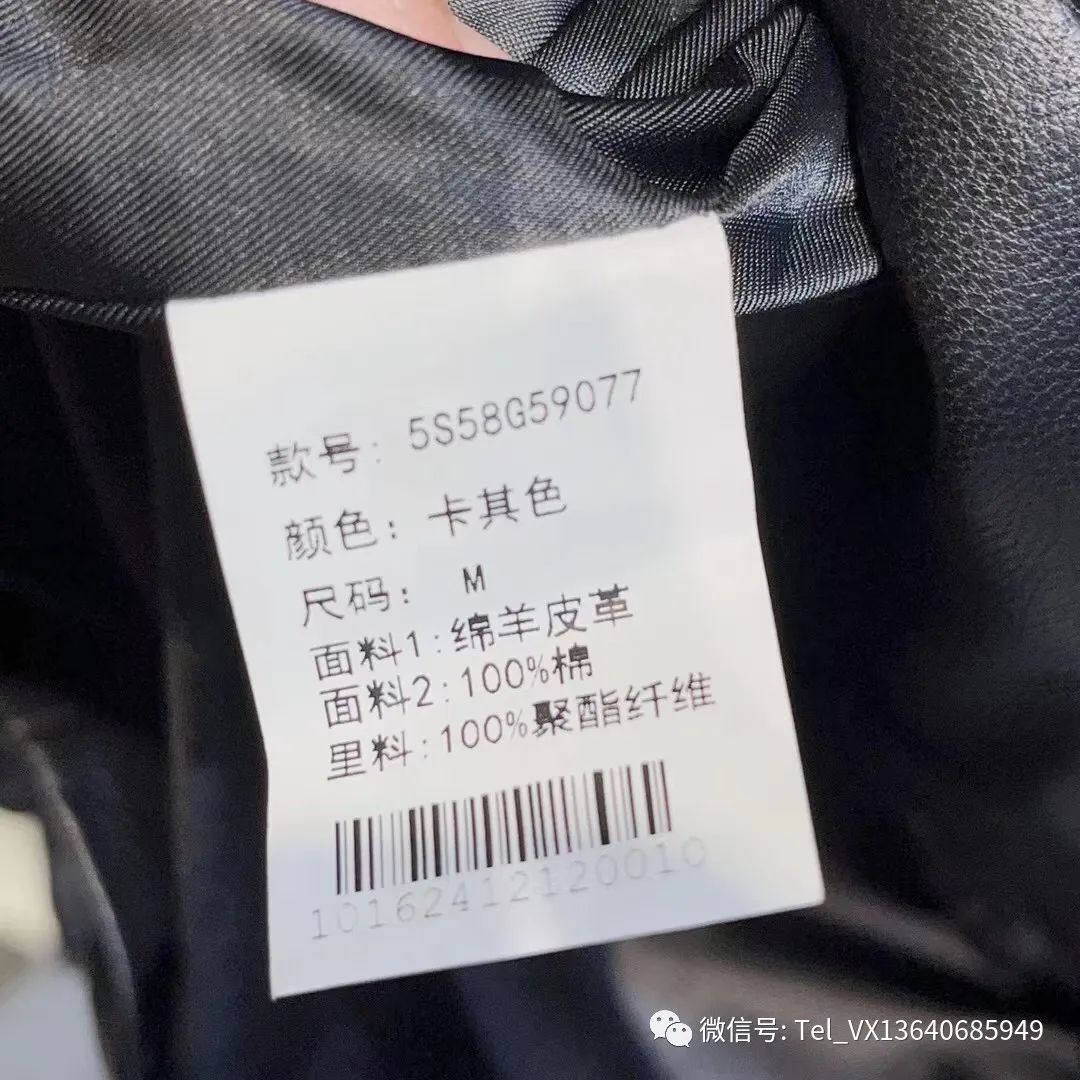 款号: 5S58G59077
颜色: 卡其色
尺码: M
面料1:绵羊皮革
面料2:100%棉
里料:100%聚酯纤维
10162412120010
微信号: Tel_VX13640685949